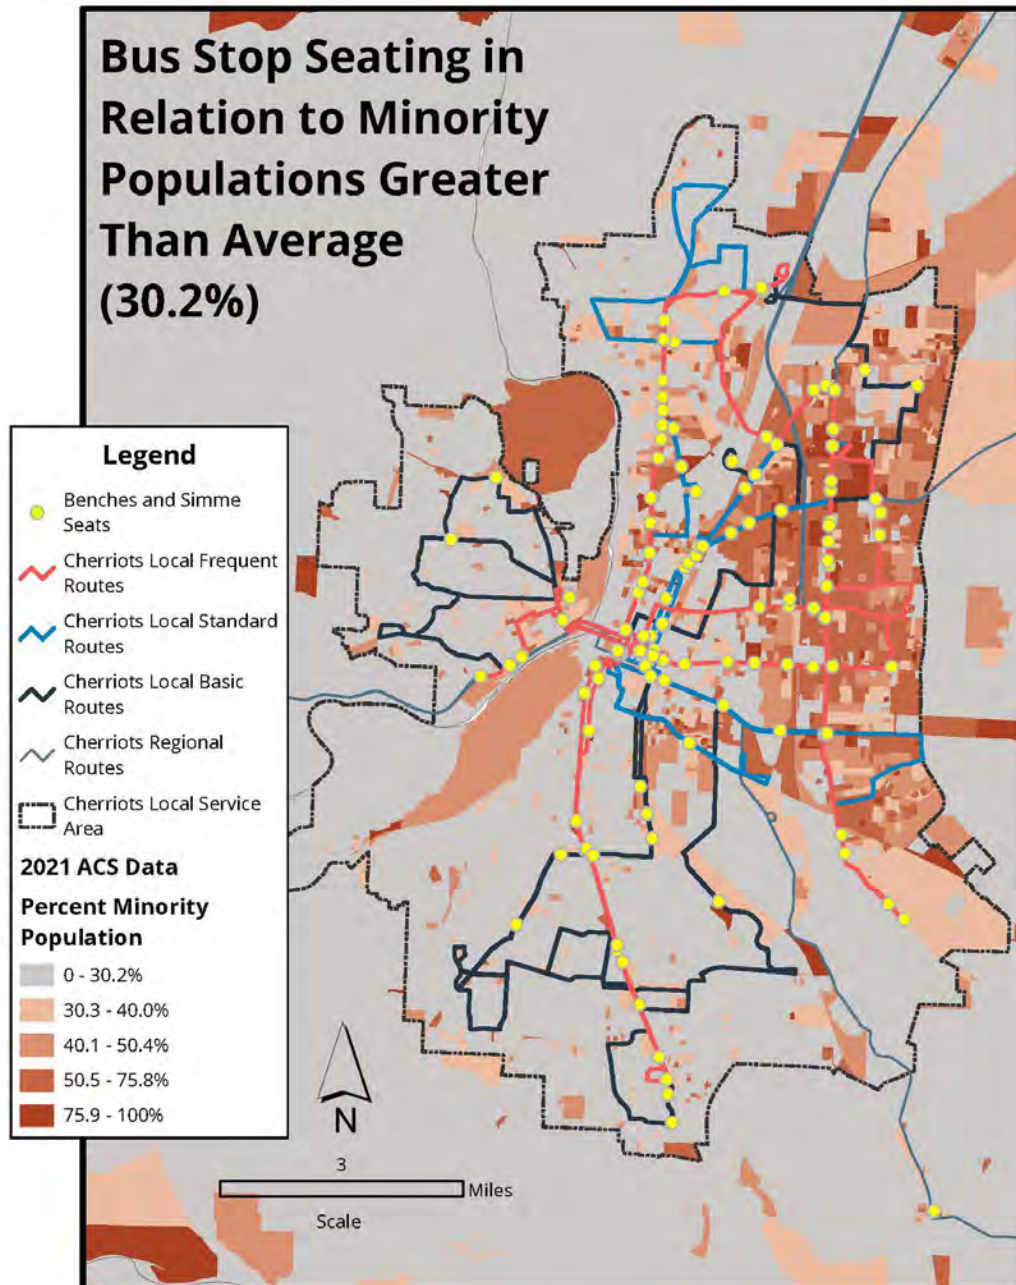 Bus Stop Seating in
Relation to Minority
Populations Greater
Than Average
(30.2%)
Legend
Benches and Simme
Seats
Cherriots Local Frequent
Routes
Cherriots Local Standard
Routes
Cherriots Local Basic
Routes
Cherriots Regional
Routes
Cherriots Local Service
Area
2021 ACS Data
Percent Minority
Population
0 - 30.2%
30.3 - 40.0%
40.1 - 50.4%
50.5 - 75.8%
75.9 - 100%
N
3
Miles
Scale